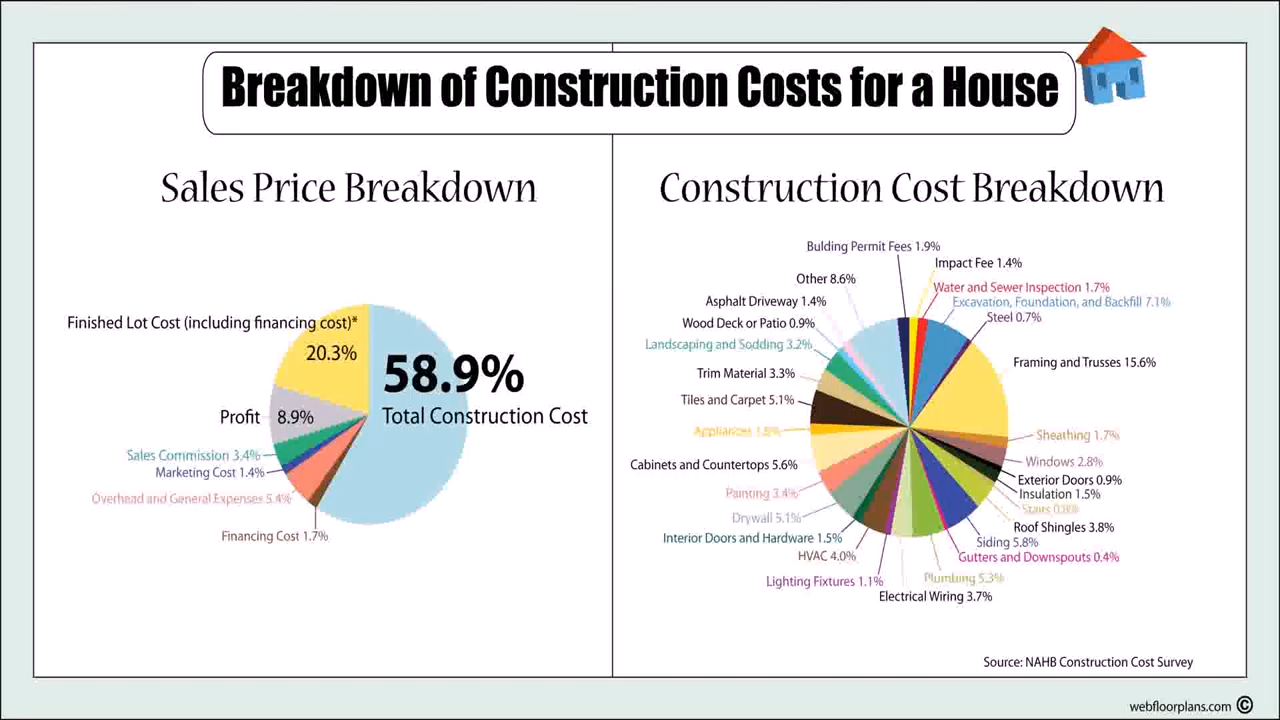 Breakdown of Construction Costs for a House
Sales Price Breakdown
Finished Lot Cost (including financing cost)*
20.3%
58.9%
Total Construction Cost
Profit 8.9%
Sales Commission 3.4%
Marketing Cost 1.4%
Overhead and General Expenses 5.4%
Financing Cost 1.7%
Construction Cost Breakdown
Bulding Permit Fees 1.9%
Impact Fee 1.4%
Water and Sewer Inspection 1.7%
Excavation, Foundation, and Backfill 7.1%
Steel 0.7%
Framing and Trusses 15.6%
Sheathing 1.7%
Windows 2.8%
Exterior Doors 0.9%
Insulation 1.5%
Stairs
Roof Shingles 3.8%
Siding 5.8%
Gutters and Downspouts 0.4%
Plumbing 5.3%
Electrical Wiring 3.7%
Lighting Fixtures 1.1%
HVAC 4.0%
Interior Doors and Hardware 1.5%
Drywall 5.1%
Painting 3.4%
Cabinets and Countertops 5.6%
Appliances
Tiles and Carpet 5.1%
Trim Material 3.3%
Landscaping and Sodding 3.2%
Wood Deck or Patio 0.9%
Asphalt Driveway 1.4%
Other 8.6%
Source: NAHB Construction Cost Survey
webfloorplans.com ©